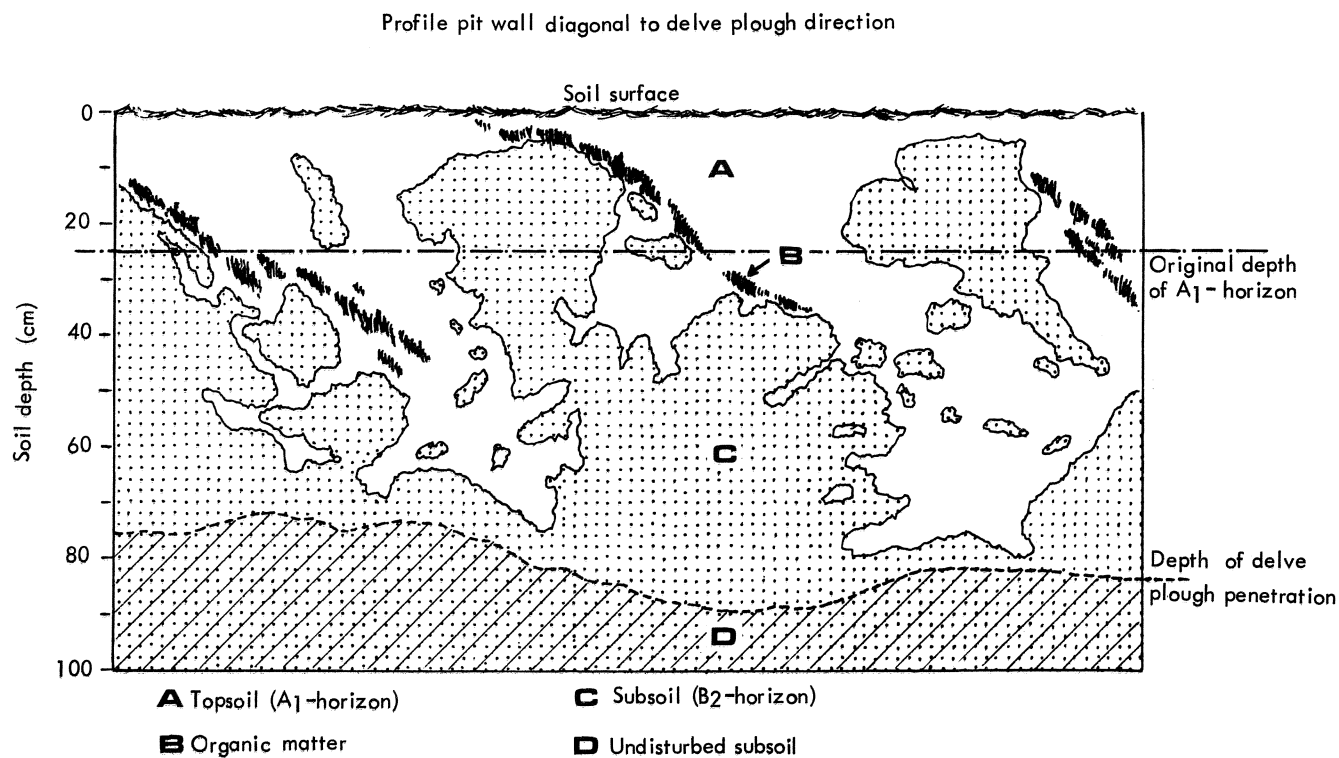 Profile pit wall diagonal to delve plough direction
Soil surface
0
20
40
60
80
100
Soil depth (cm)
A
B
C
D
Original depth
of A1-horizon
Depth of delve
plough penetration
A Topsoil (A1-horizon)
C Subsoil (B2-horizon)
B Organic matter
D Undisturbed subsoil